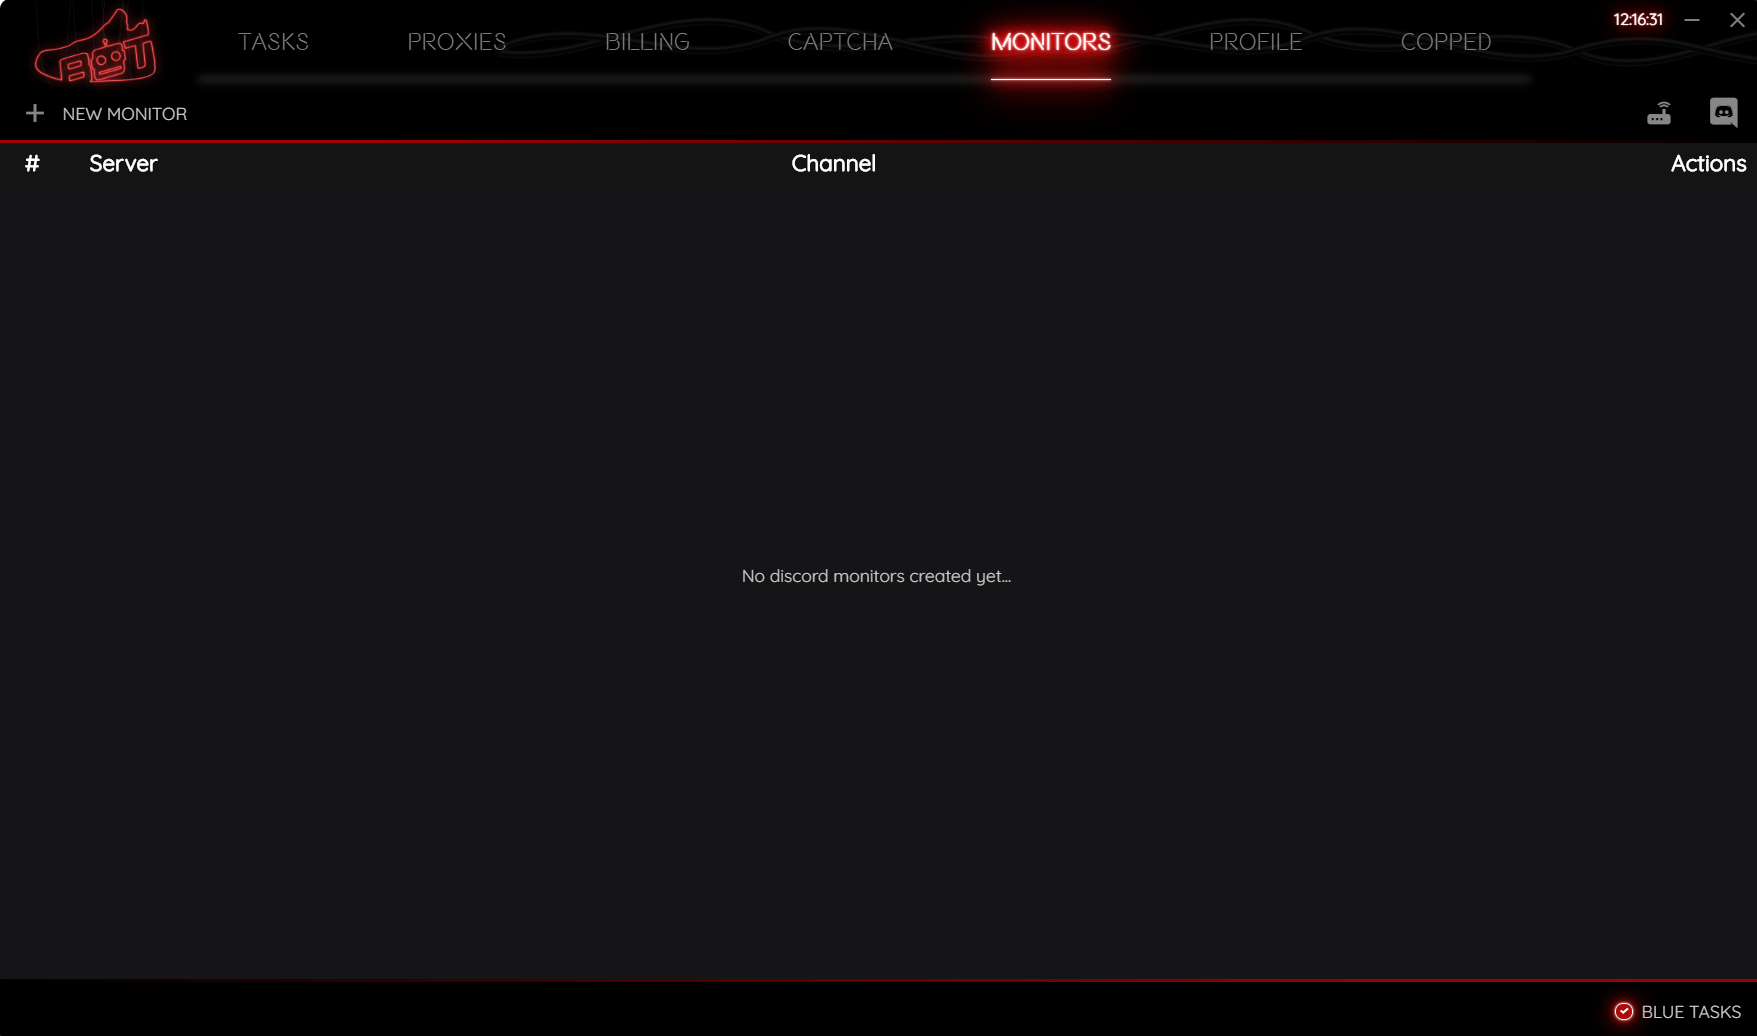 12:16:31
BOT
TASKS PROXIES BILLING CAPTCHA MONITORS PROFILE COPPED
NEW MONITOR
# Server Channel Actions
No discord monitors created yet...
BLUE TASKS